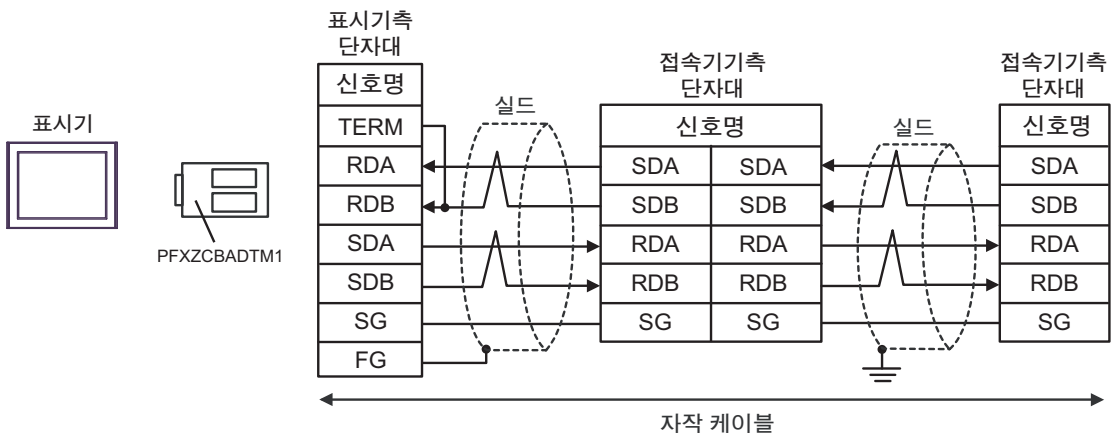 표시기
PFXZCBADTM1
표시기측
단자대
신호명
TERM
RDA
RDB
SDA
SDB
SG
FG
실드
접속기기측
단자대
신호명
SDA SDA
SDB SDB
RDA RDA
RDB RDB
SG SG
실드
접속기기측
단자대
신호명
SDA
SDB
RDA
RDB
SG
자작 케이블